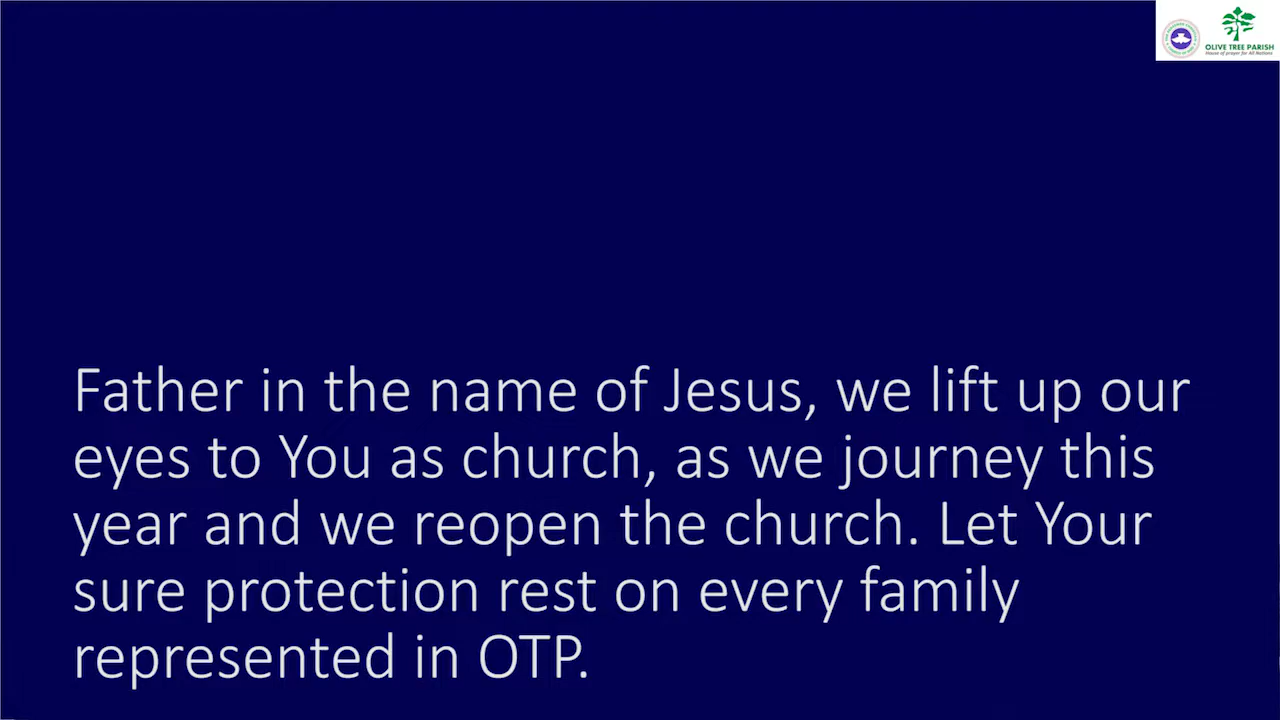 OLIVE TREE PARISH
House of prayer for All Nations
Father in the name of Jesus, we lift up our
eyes to You as church, as we journey this
year and we reopen the church. Let Your
sure protection rest on every family
represented in OTP.